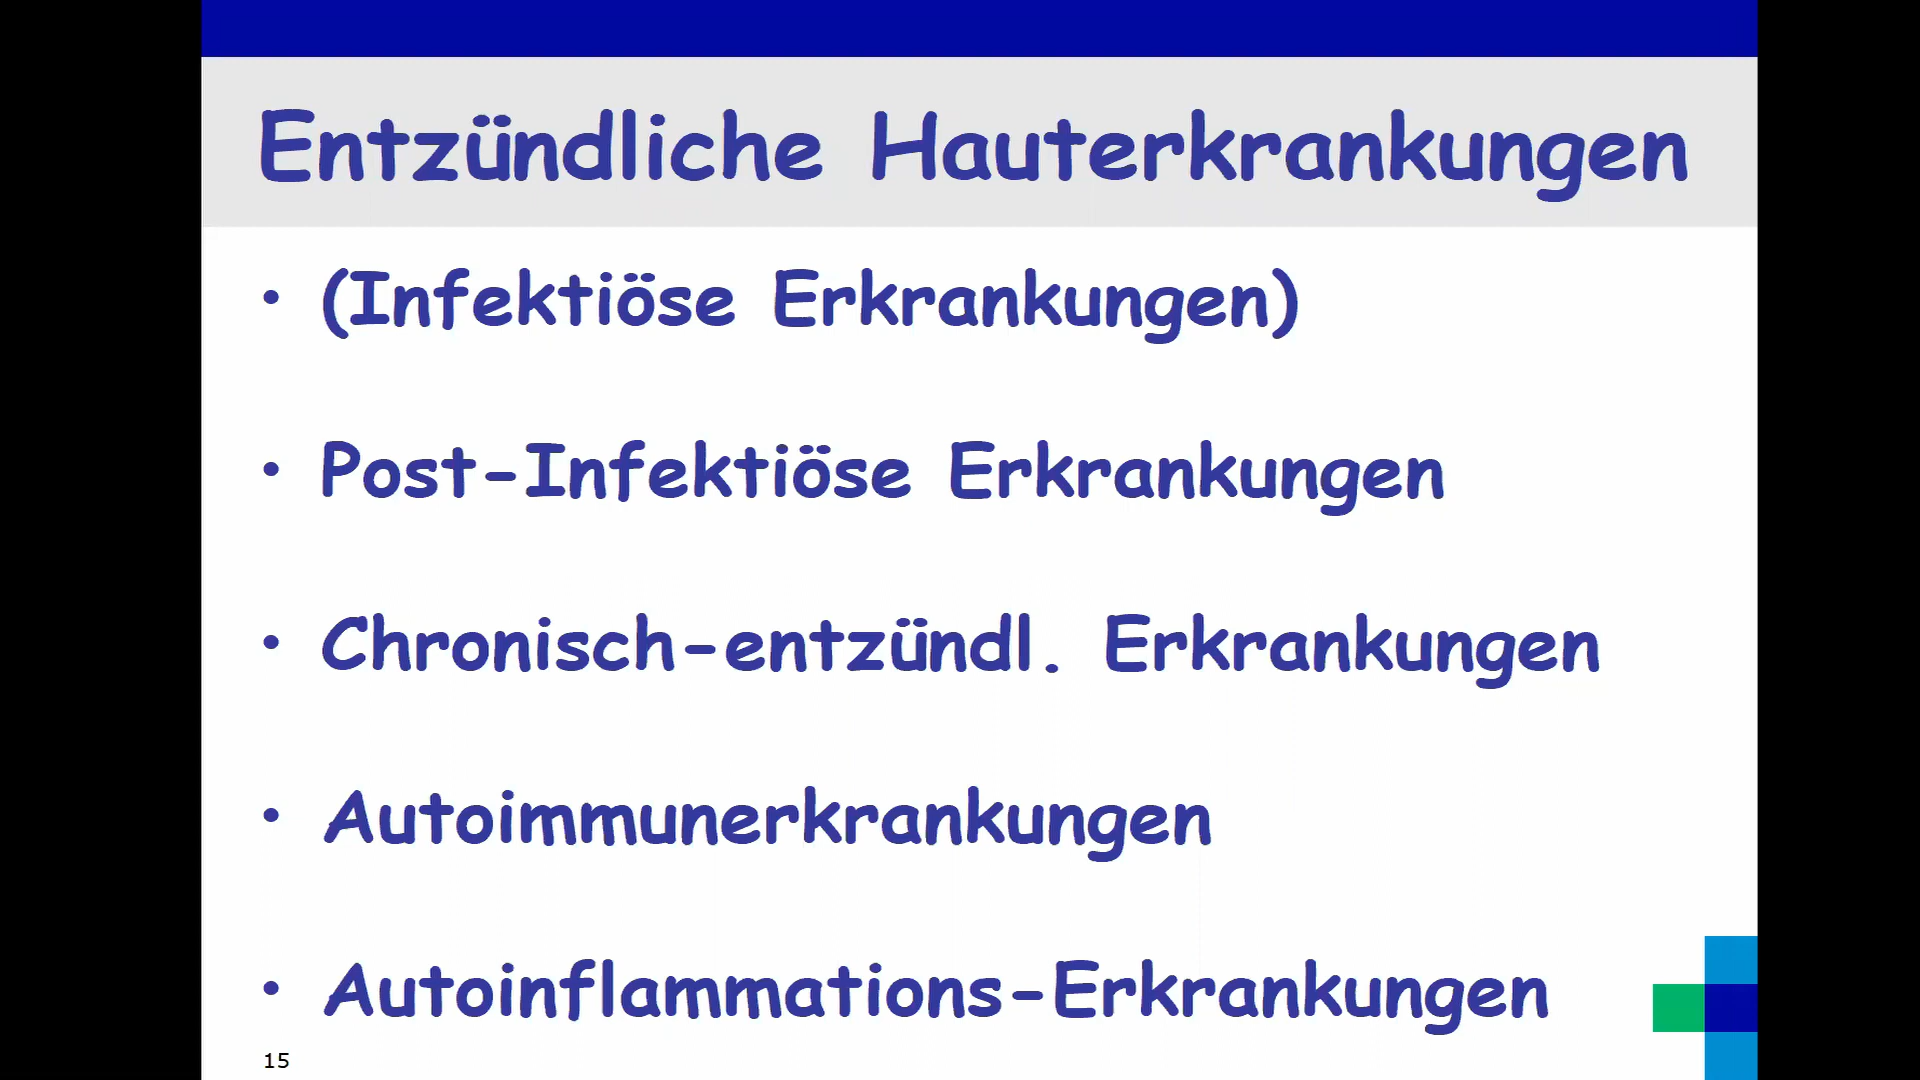 Entzündliche Hauterkrankungen
• (Infektiöse Erkrankungen)
• Post-Infektiöse Erkrankungen
• Chronisch-entzündl. Erkrankungen
• Autoimmunerkrankungen
• Autoinflammations-Erkrankungen
15